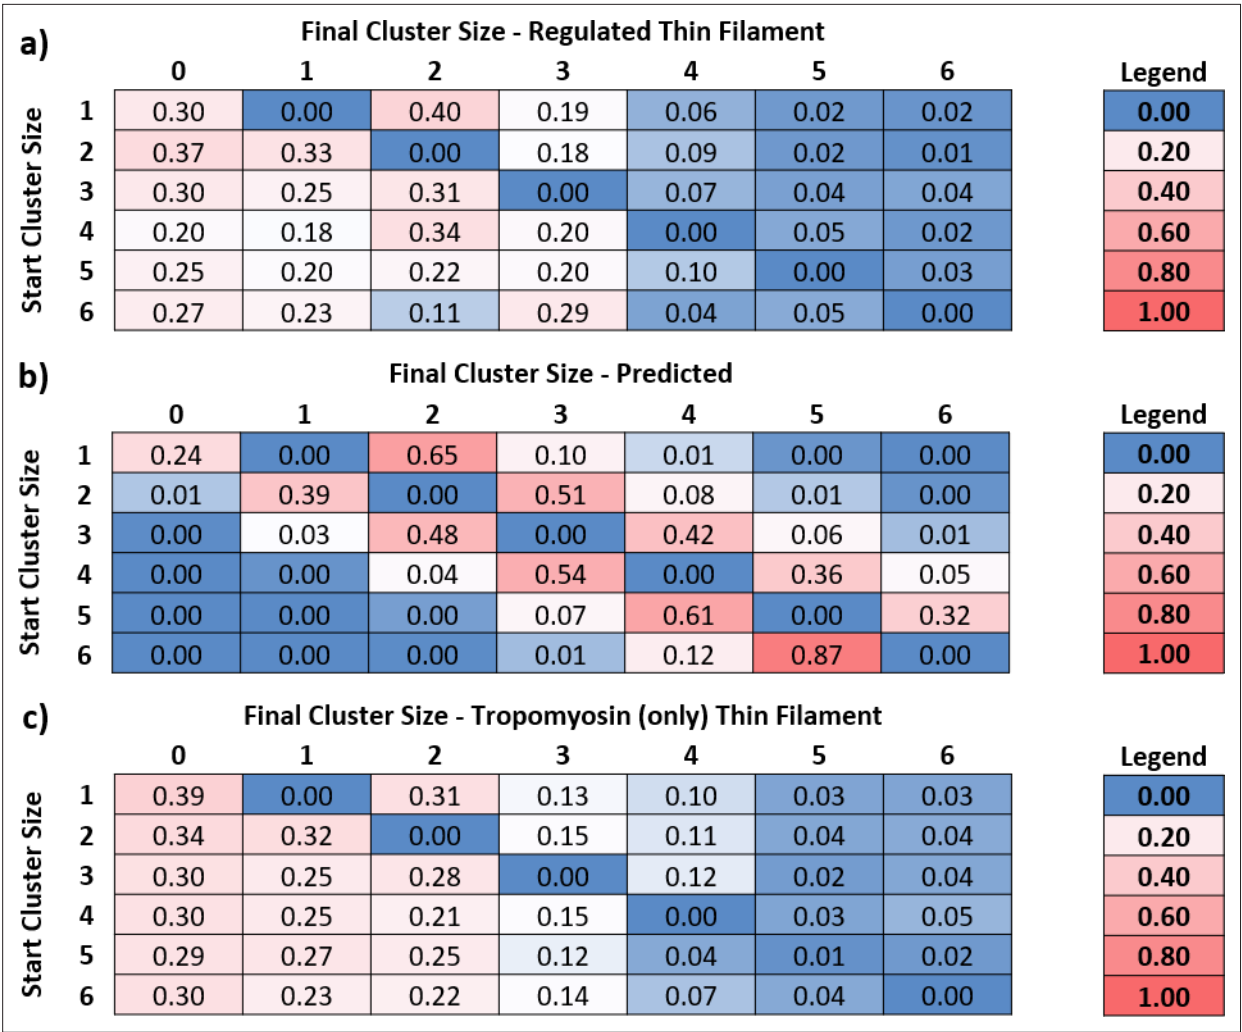 a)
Final Cluster Size - Regulated Thin Filament
0 1 2 3 4 5 6 Legend
Start Cluster Size
1 0.30 0.00 0.40 0.19 0.06 0.02 0.02 0.00
2 0.37 0.33 0.00 0.18 0.09 0.02 0.01 0.20
3 0.30 0.25 0.31 0.00 0.07 0.04 0.04 0.40
4 0.20 0.18 0.34 0.20 0.00 0.05 0.02 0.60
5 0.25 0.20 0.22 0.20 0.10 0.00 0.03 0.80
6 0.27 0.23 0.11 0.29 0.04 0.05 0.00 1.00
b)
Final Cluster Size - Predicted
0 1 2 3 4 5 6 Legend
Start Cluster Size
1 0.24 0.00 0.65 0.10 0.01 0.00 0.00 0.00
2 0.01 0.39 0.00 0.51 0.08 0.01 0.00 0.20
3 0.00 0.03 0.48 0.00 0.42 0.06 0.01 0.40
4 0.00 0.00 0.04 0.54 0.00 0.36 0.05 0.60
5 0.00 0.00 0.00 0.07 0.61 0.00 0.32 0.80
6 0.00 0.00 0.00 0.01 0.12 0.87 0.00 1.00
c)
Final Cluster Size - Tropomyosin (only) Thin Filament
0 1 2 3 4 5 6 Legend
Start Cluster Size
1 0.39 0.00 0.31 0.13 0.10 0.03 0.03 0.00
2 0.34 0.32 0.00 0.15 0.11 0.04 0.04 0.20
3 0.30 0.25 0.28 0.00 0.12 0.02 0.04 0.40
4 0.30 0.25 0.21 0.15 0.00 0.03 0.05 0.60
5 0.29 0.27 0.25 0.12 0.04 0.01 0.02 0.80
6 0.30 0.23 0.22 0.14 0.07 0.04 0.00 1.00